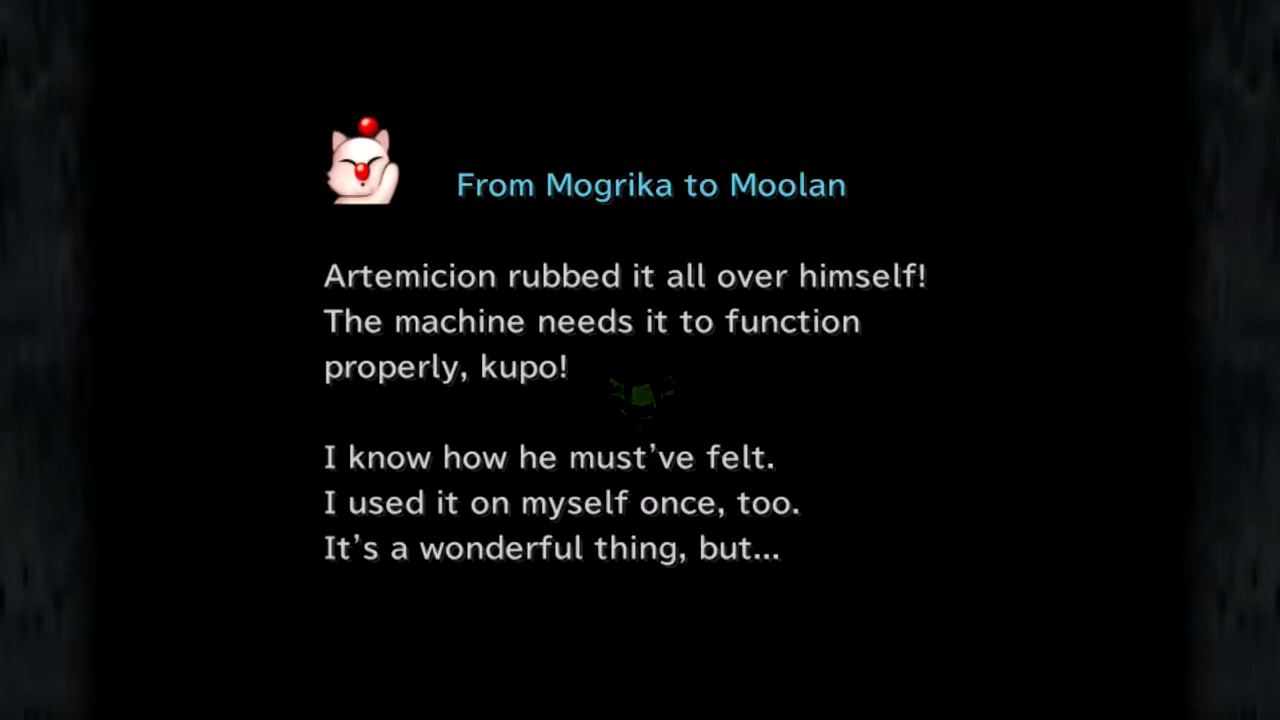 From Mogrika to Moolan
Artemicion rubbed it all over himself!
The machine needs it to function
properly, kupo!
I know how he must’ve felt.
I used it on myself once, too.
It’s a wonderful thing, but...